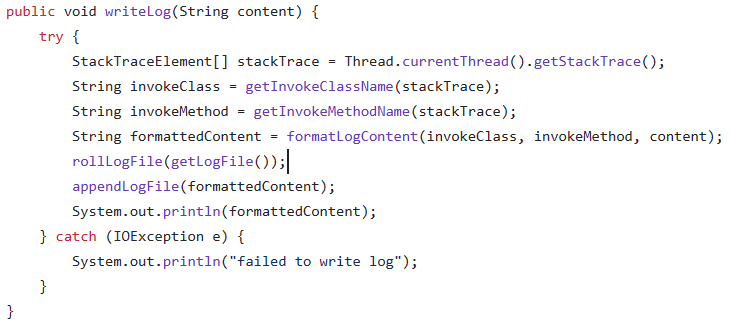 public void writeLog(String content) {
    try {
        StackTraceElement[] stackTrace = Thread.currentThread().getStackTrace();
        String invokeClass = getInvokeClassName(stackTrace);
        String invokeMethod = getInvokeMethodName(stackTrace);
        String formattedContent = formatLogContent(invokeClass, invokeMethod, content);
        rollLogFile(getLogFile());
        appendLogFile(formattedContent);
        System.out.println(formattedContent);
    } catch (IOException e) {
        System.out.println("failed to write log");
    }
}